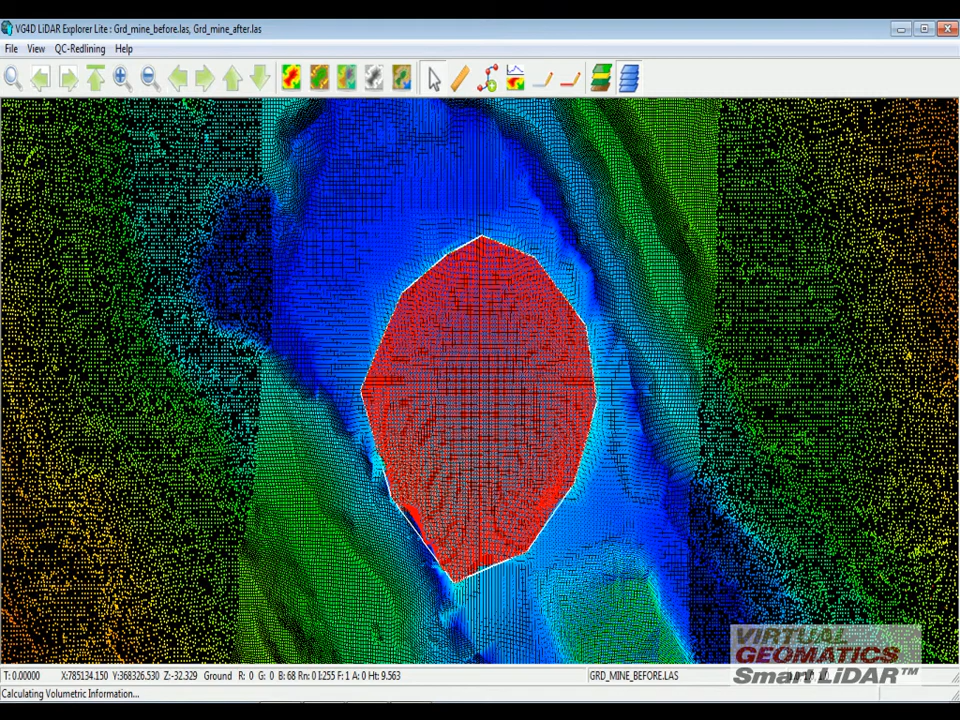 VG4D LiDAR Explorer Lite : Grd_mine_before.las, Grd_mine_after.las
File View QC-Redlining Help
VIRTUAL
GEOMATICS
Smart LiDAR™
T: 0.00000 X:785134.150 Y:368326.530 Z:-32.329 Ground R: 0 G: 0 B: 68 Rn: 0 I:255 F: 1 A: 0 Ht: 9.563 GRD_MINE_BEFORE.LAS
Calculating Volumetric Information...